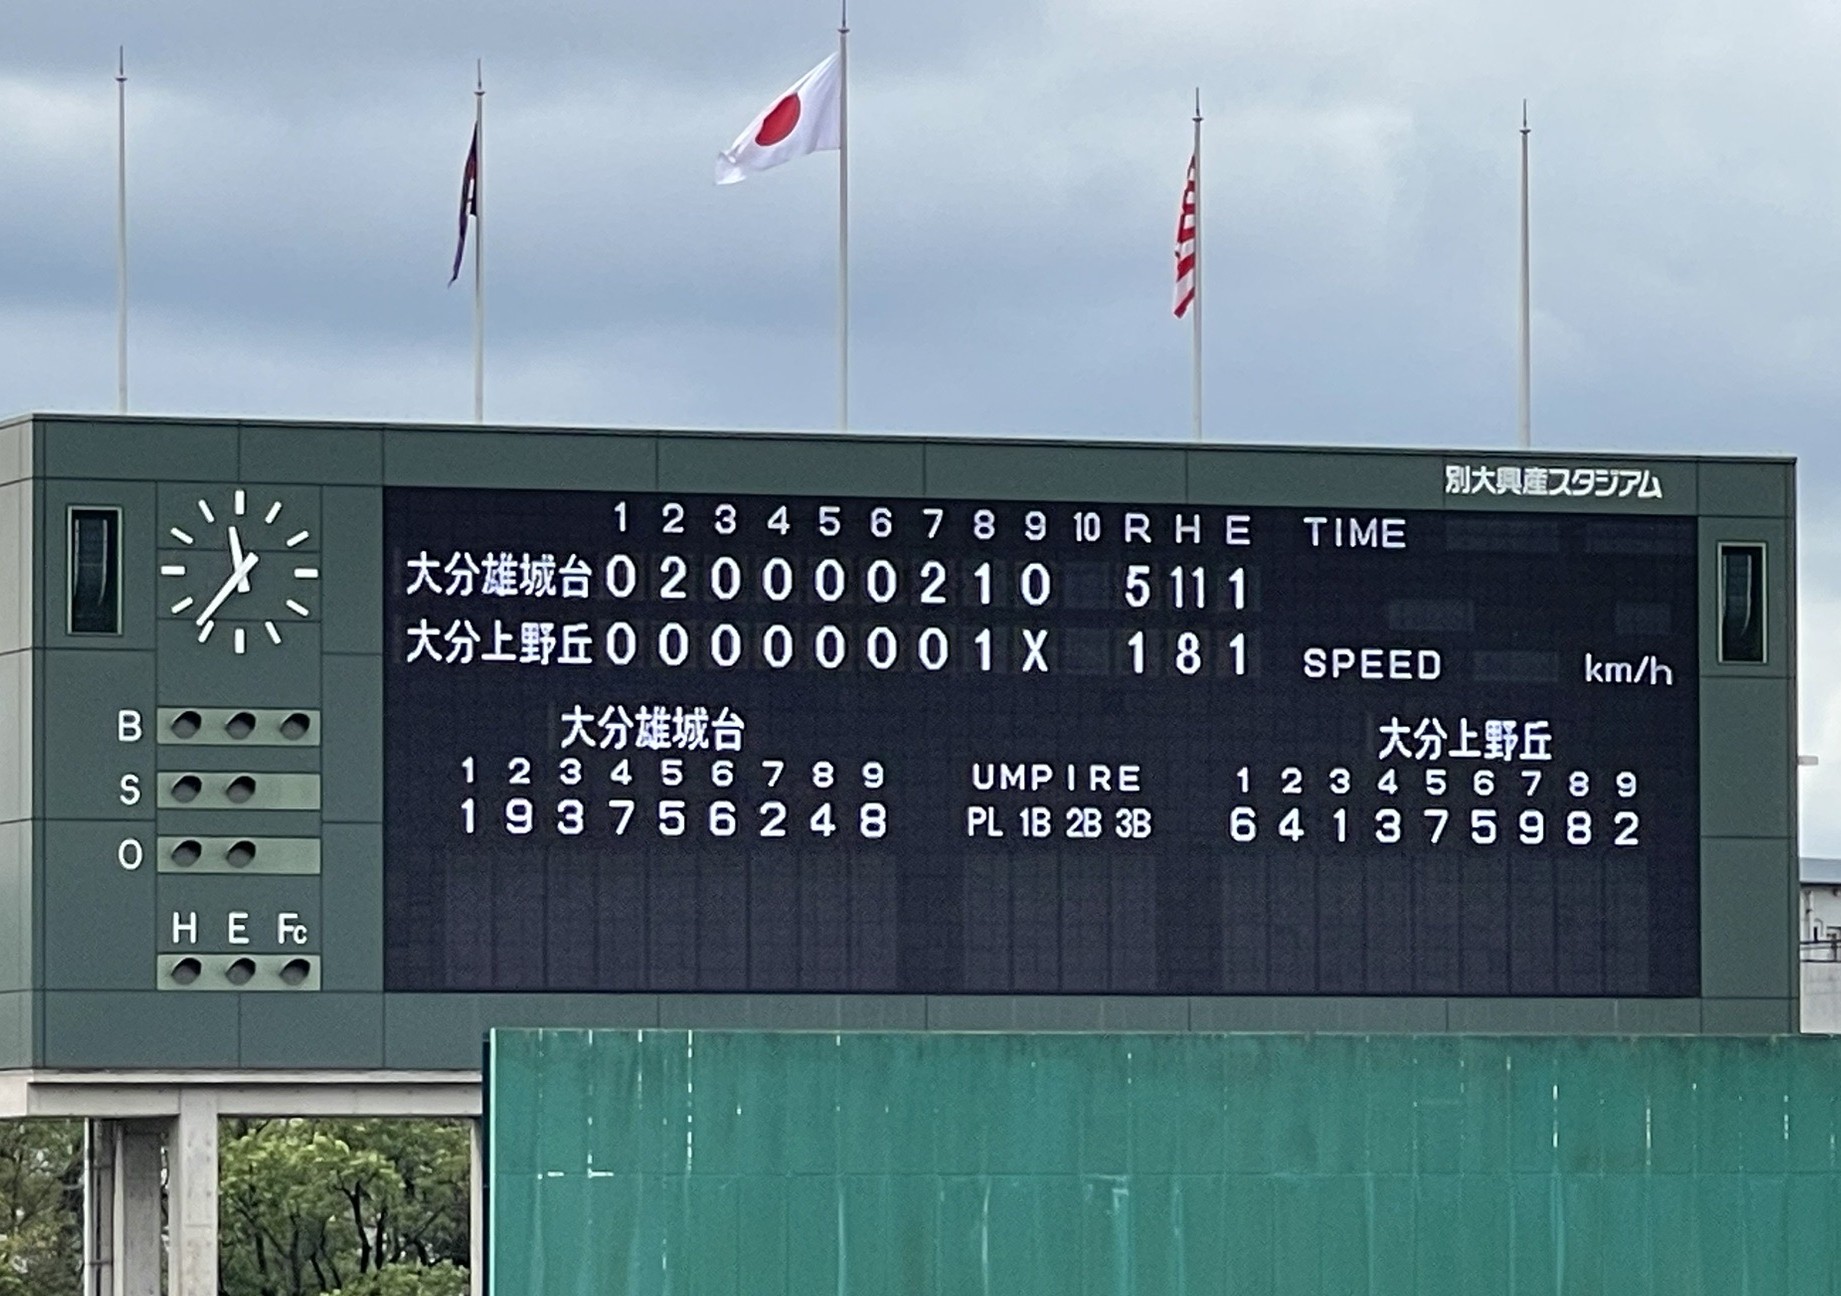 別大興産スタジアム
1 2 3 4 5 6 7 8 9 10 R H E TIME
大分雄城台 0 2 0 0 0 0 2 1 0 5 11 1
大分上野丘 0 0 0 0 0 0 0 1 X 1 8 1
SPEED km/h
B
S
O
H E Fc
大分雄城台
1 2 3 4 5 6 7 8 9
1 9 3 7 5 6 2 4 8
UMPIRE
PL 1B 2B 3B
大分上野丘
1 2 3 4 5 6 7 8 9
6 4 1 3 7 5 9 8 2